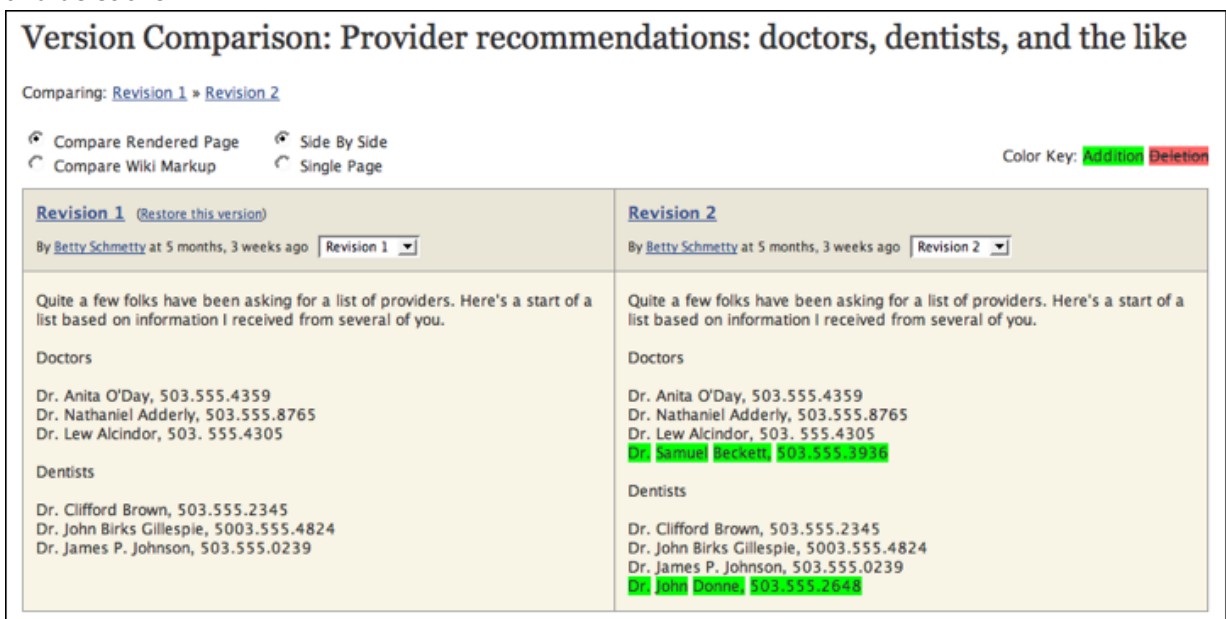 Version Comparison: Provider recommendations: doctors, dentists, and the like
Comparing: Revision 1 » Revision 2
Compare Rendered Page
Side By Side
Compare Wiki Markup
Single Page
Color Key: Addition Deletion
Revision 1 (Restore this version)
By Betty Schmetty at 5 months, 3 weeks ago Revision 1
Quite a few folks have been asking for a list of providers. Here's a start of a
list based on information I received from several of you.
Doctors
Dr. Anita O'Day, 503.555.4359
Dr. Nathaniel Adderly, 503.555.8765
Dr. Lew Alcindor, 503. 555.4305
Dentists
Dr. Clifford Brown, 503.555.2345
Dr. John Birks Gillespie, 5003.555.4824
Dr. James P. Johnson, 503.555.0239
Revision 2
By Betty Schmetty at 5 months, 3 weeks ago Revision 2
Quite a few folks have been asking for a list of providers. Here's a start of a
list based on information I received from several of you.
Doctors
Dr. Anita O'Day, 503.555.4359
Dr. Nathaniel Adderly, 503.555.8765
Dr. Lew Alcindor, 503. 555.4305
Dr. Samuel Beckett, 503.555.3936
Dentists
Dr. Clifford Brown, 503.555.2345
Dr. John Birks Gillespie, 5003.555.4824
Dr. James P. Johnson, 503.555.0239
Dr. John Donne, 503.555.2648